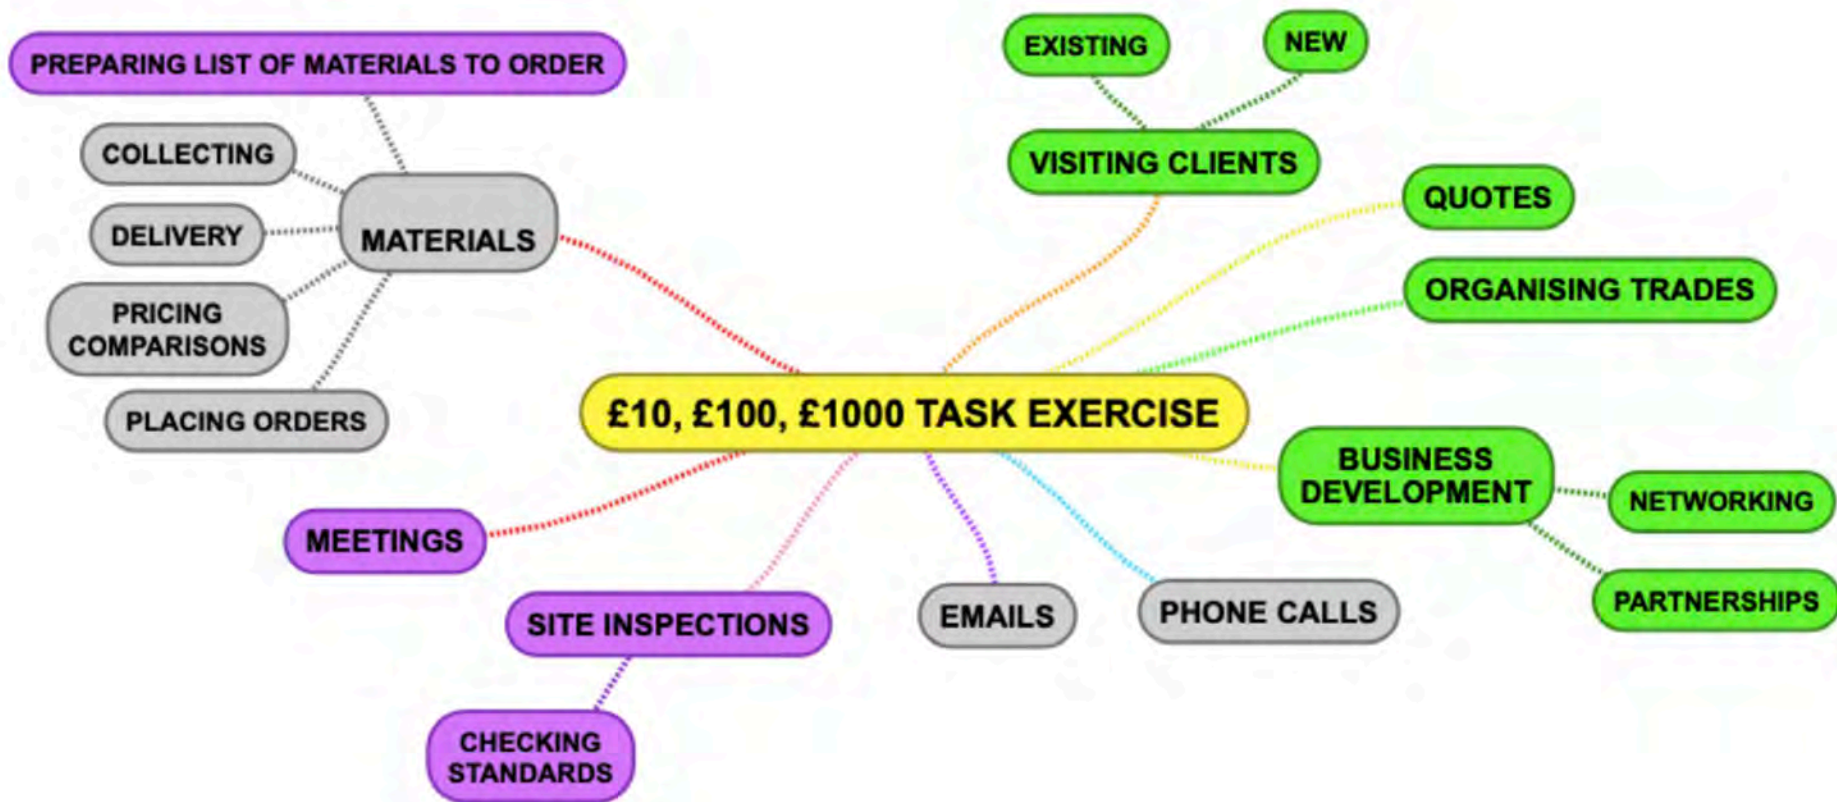 PREPARING LIST OF MATERIALS TO ORDER
COLLECTING
DELIVERY
PRICING
COMPARISONS
PLACING ORDERS
MATERIALS
EXISTING
NEW
VISITING CLIENTS
QUOTES
ORGANISING TRADES
£10, £100, £1000 TASK EXERCISE
BUSINESS
DEVELOPMENT
NETWORKING
PARTNERSHIPS
MEETINGS
SITE INSPECTIONS
CHECKING
STANDARDS
EMAILS
PHONE CALLS